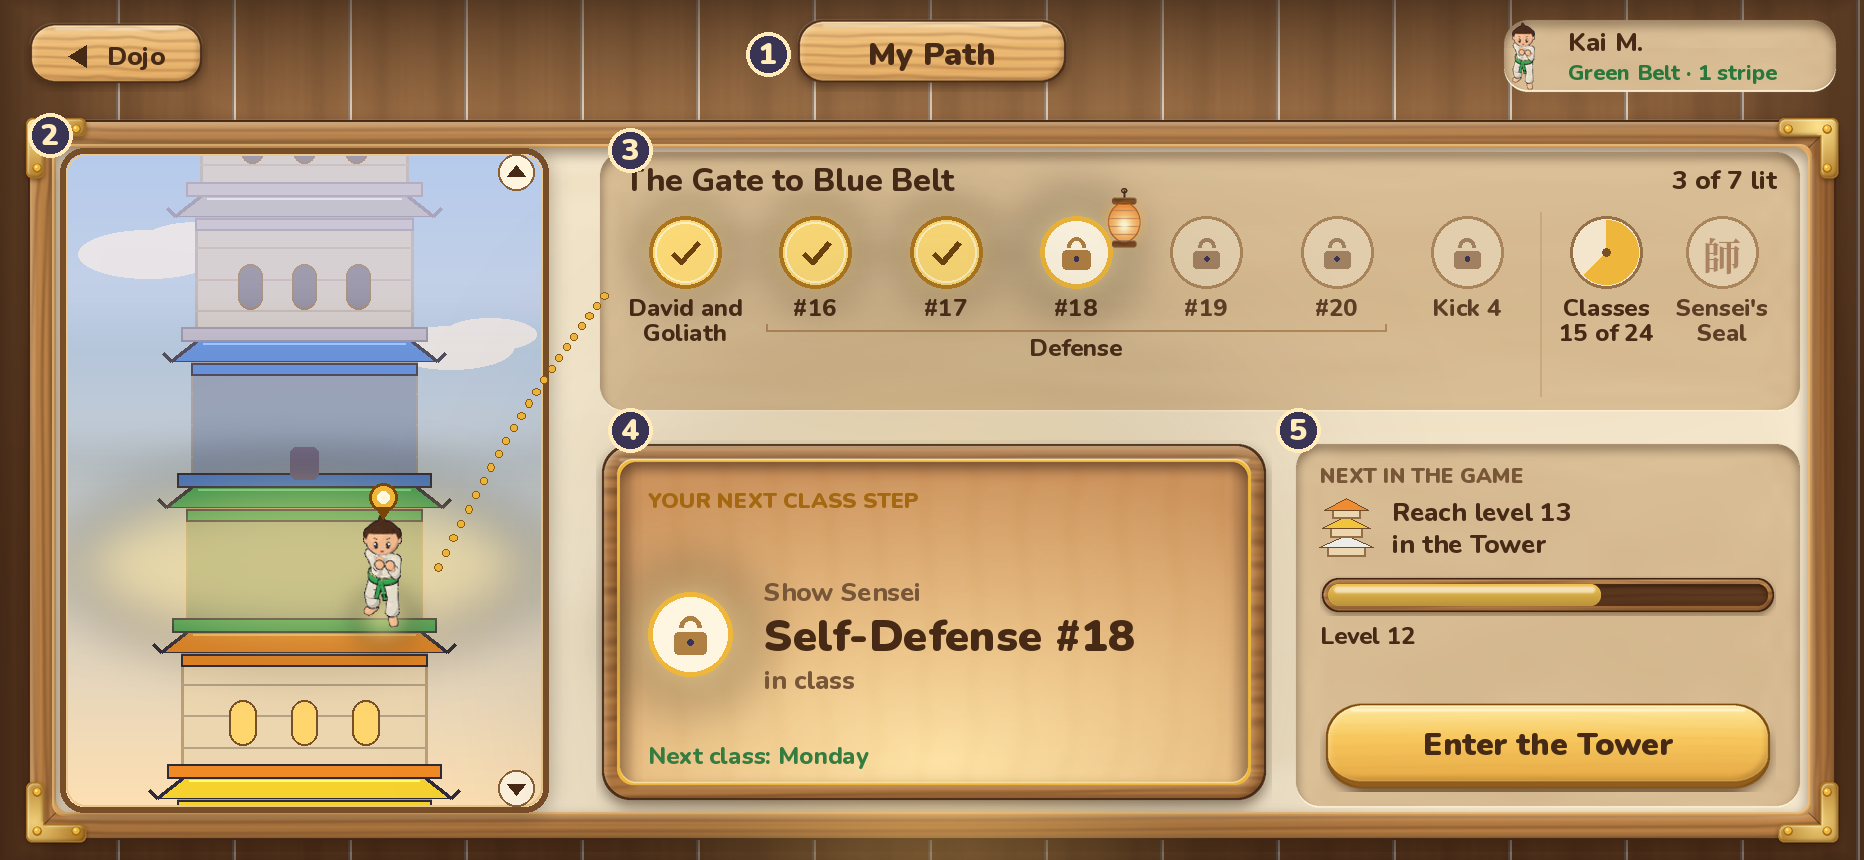 Dojo
1
My Path
Kai M.
Green Belt · 1 stripe
2
3
The Gate to Blue Belt
3 of 7 lit
David and
Goliath
#16
#17
#18
#19
#20
Defense
Kick 4
Classes
15 of 24
師
Sensei's
Seal
4
YOUR NEXT CLASS STEP
Show Sensei
Self-Defense #18
in class
Next class: Monday
5
NEXT IN THE GAME
Reach level 13
in the Tower
Level 12
Enter the Tower